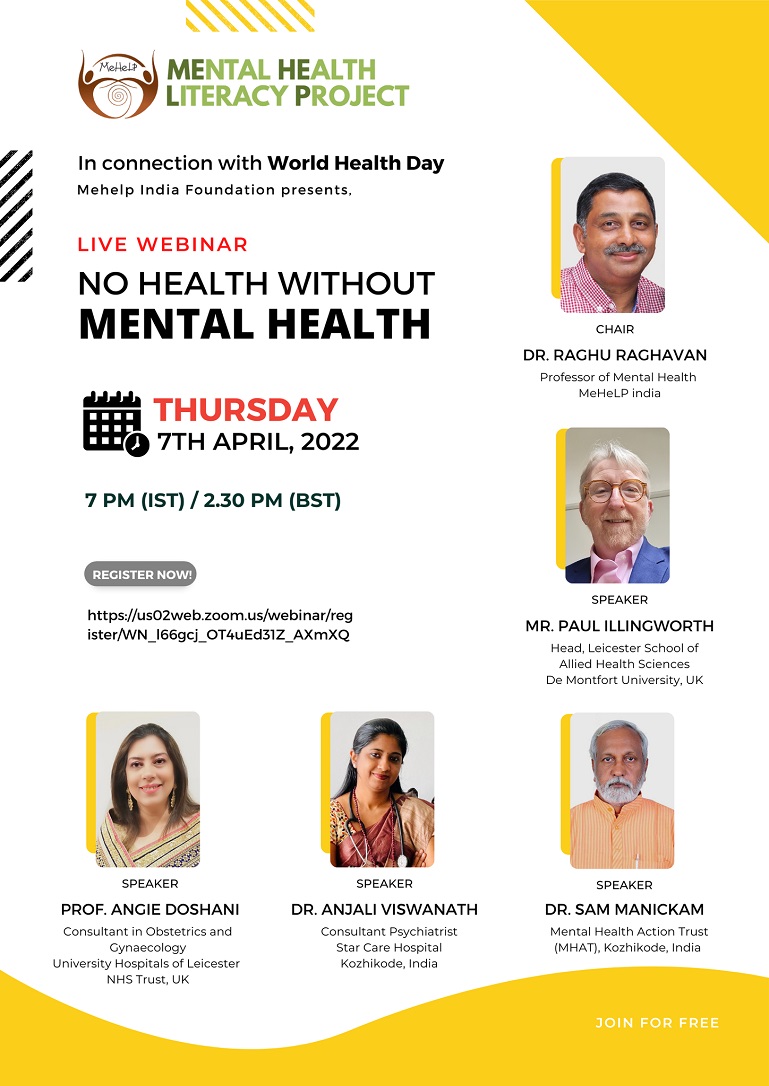 MeHeLP
MENTAL HEALTH
LITERACY PROJECT
In connection with World Health Day
Mehelp India Foundation presents,
LIVE WEBINAR
NO HEALTH WITHOUT
MENTAL HEALTH
THURSDAY
7TH APRIL, 2022
7 PM (IST) / 2.30 PM (BST)
REGISTER NOW!
https://us02web.zoom.us/webinar/reg
ister/WN_l66gcj_OT4uEd31Z_AXmXQ
CHAIR
DR. RAGHU RAGHAVAN
Professor of Mental Health
MeHeLP india
SPEAKER
MR. PAUL ILLINGWORTH
Head, Leicester School of
Allied Health Sciences
De Montfort University, UK
SPEAKER
PROF. ANGIE DOSHANI
Consultant in Obstetrics and
Gynaecology
University Hospitals of Leicester
NHS Trust, UK
SPEAKER
DR. ANJALI VISWANATH
Consultant Psychiatrist
Star Care Hospital
Kozhikode, India
SPEAKER
DR. SAM MANICKAM
Mental Health Action Trust
(MHAT), Kozhikode, India
JOIN FOR FREE